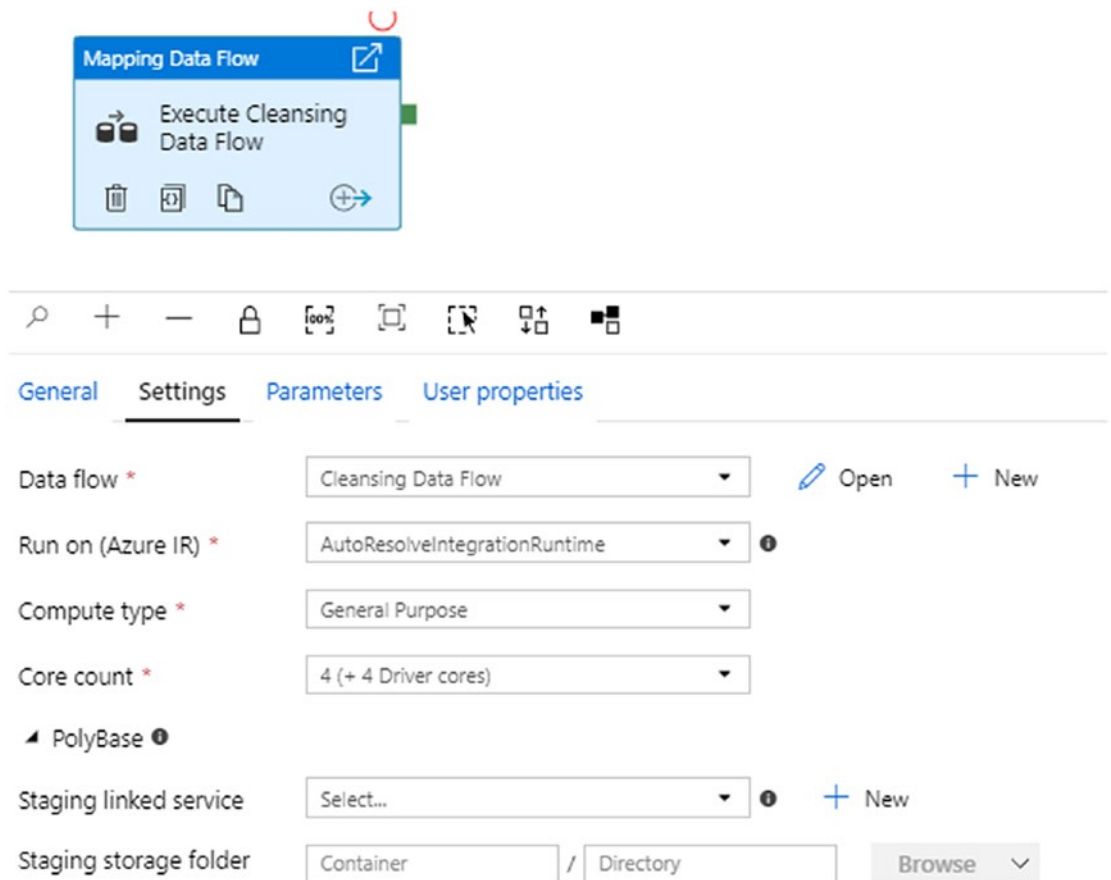 Mapping Data Flow
Execute Cleansing
Data Flow
100%
General Settings Parameters User properties
Data flow * Cleansing Data Flow Open + New
Run on (Azure IR) * AutoResolveIntegrationRuntime
Compute type * General Purpose
Core count * 4 (+ 4 Driver cores)
PolyBase
Staging linked service Select... + New
Staging storage folder Container / Directory Browse